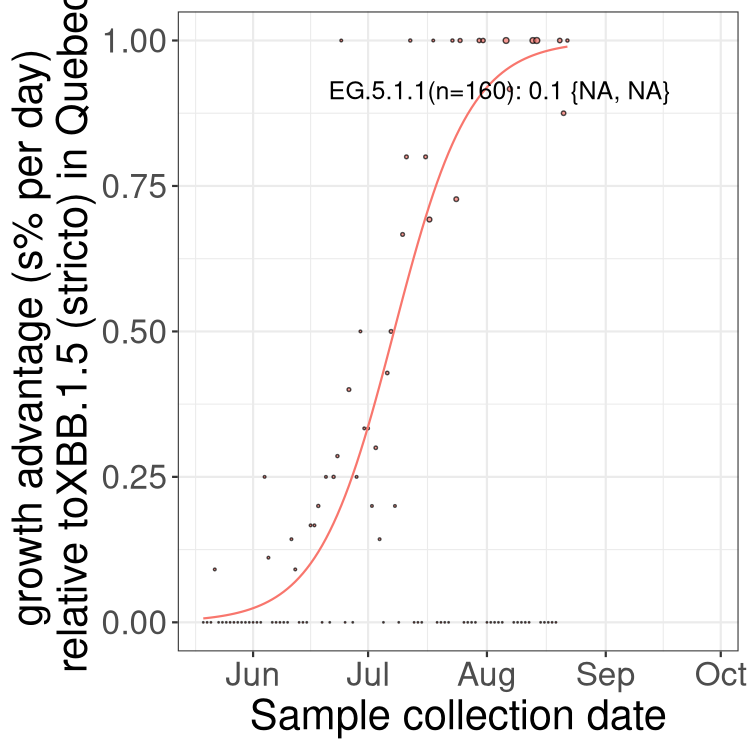 growth advantage (s% per day)
relative toXBB.1.5 (stricto) in Quebec
1.00
0.75
0.50
0.25
0.00
EG.5.1.1(n=160): 0.1 {NA, NA}
Jun Jul Aug Sep Oct
Sample collection date